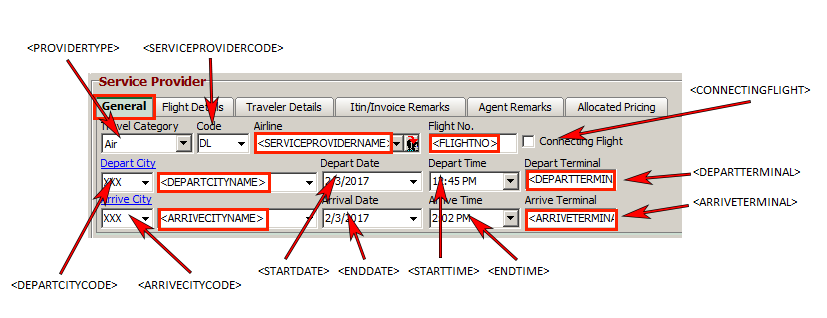 <PROVIDERTYPE> <SERVICEPROVIDERCODE>
Service Provider
<CONNECTINGFLIGHT>
General Flight Details Traveler Details Itin/Invoice Remarks Agent Remarks Allocated Pricing
Travel Category Code Airline Flight No.
Air DL <SERVICEPROVIDERNAME> <FLIGHTNO> Connecting Flight
Depart City Depart Date Depart Time Depart Terminal
XXX <DEPARTCITYNAME> 2/3/2017 12:45 PM <DEPARTTERMIN
<DEPARTTERMINAL>
Arrive City Arrival Date Arrive Time Arrive Terminal
<ARRIVETERMINAL>
XXX <ARRIVECITYNAME> 2/3/2017 2:02 PM <ARRIVETERMINA
<STARTDATE> <ENDDATE> <STARTTIME> <ENDTIME>
<DEPARTCITYCODE> <ARRIVECITYCODE>